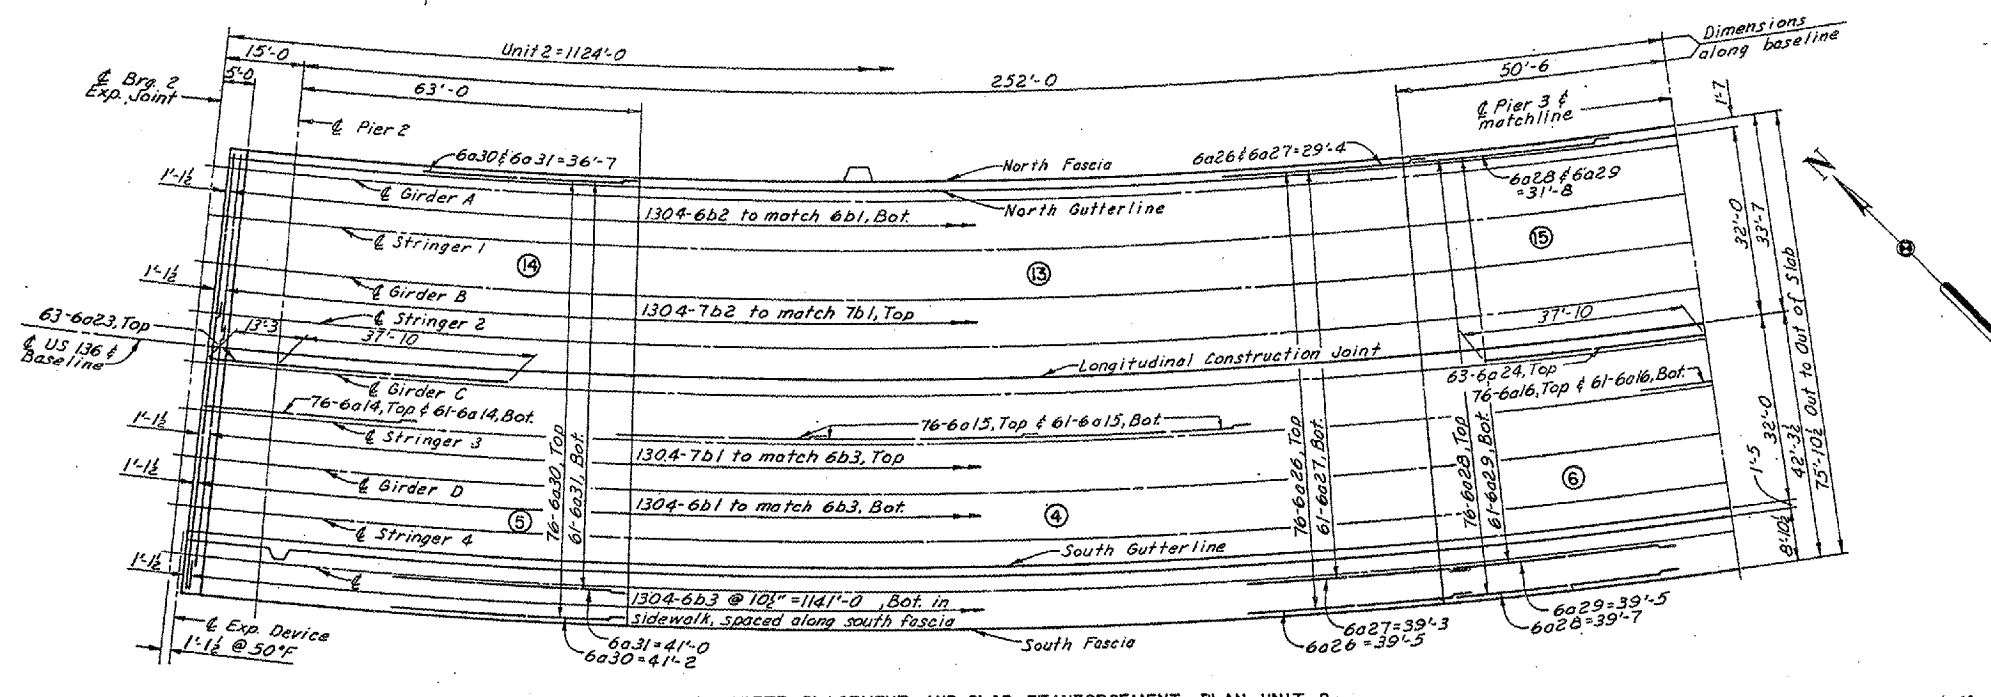 Dimensions
along baseline
Unit 2 = 1124'-0
15'-0
252'-0
50'-6
5'-0
63'-0
1'-7
℄ Brg. 2
Exp. Joint
℄ Pier 2
℄ Pier 3 &
matchline
6a30 & 6a31=36'-7
North Fascia
6a26 & 6a27=29'-4
6a28 & 6a29
=31'-8
N
1'-1½
℄ Girder A
1304-6b2 to match 6b1, Bot.
North Gutterline
32'-0
33'-7
℄ Stringer 1
14
13
15
1'-1½
℄ Girder B
1304-7b2 to match 7b1, Top
63-6a23, Top
℄ Stringer 2
13'-3
37'-10
37'-10
℄ US 136 &
Baseline
Longitudinal Construction Joint
℄ Girder C
63-6a24, Top
76-6a14, Top & 61-6a14, Bot.
76-6a16, Top & 61-6a16, Bot.
76-6a15, Top & 61-6a15, Bot.
1'-1½
℄ Stringer 3
1304-7b1 to match 6b3, Top
76-6a30, Top
61-6a31, Bot.
76-6a26, Top
61-6a27, Bot.
76-6a28, Top
61-6a29, Bot.
32'-0
1'-5
42'-3½
75'-10½ Out to Out of Slab
8'-10½
1'-1½
℄ Girder D
1304-6b1 to match 6b3, Bot.
5
4
6
℄ Stringer 4
South Gutterline
1'-1½
℄
1304-6b3 @ 10½"=1141'-0 , Bot. in
sidewalk, spaced along south fascia
South Fascia
℄ Exp. Device
1'-1½ @ 50°F
6a31=41'-0
6a30=41'-2
6a27=39'-3
6a26=39'-5
6a29=39'-5
6a28=39'-7